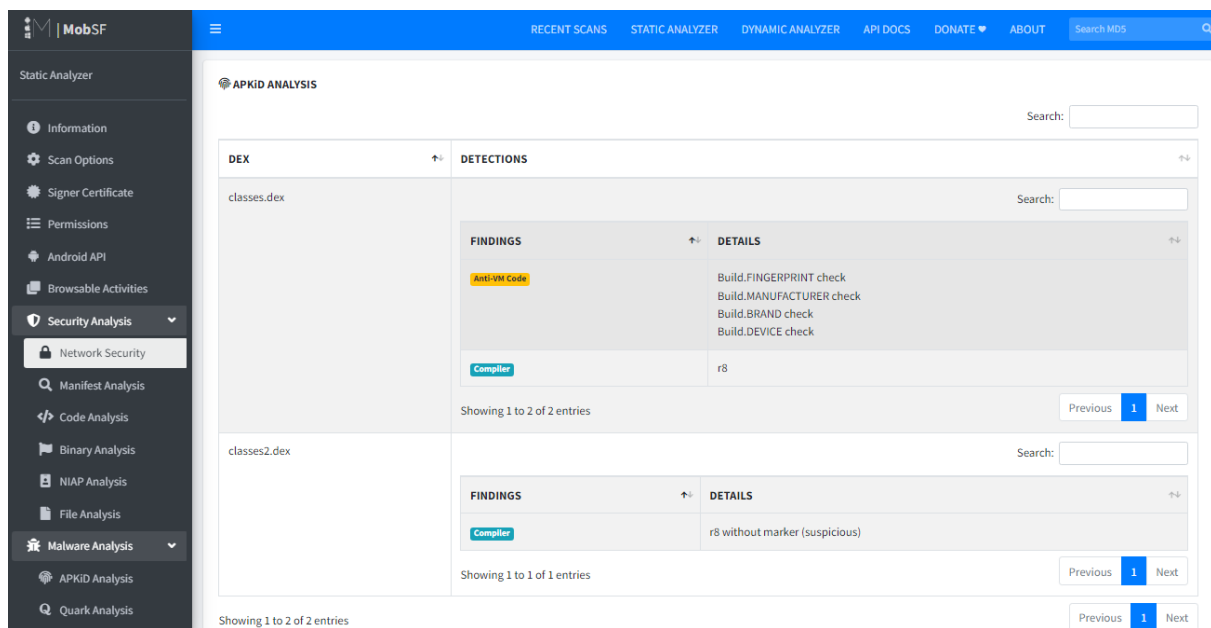 MobSF
RECENT SCANS STATIC ANALYZER DYNAMIC ANALYZER API DOCS DONATE ♥ ABOUT Search MD5
Static Analyzer
Information
Scan Options
Signer Certificate
Permissions
Android API
Browsable Activities
Security Analysis
Network Security
Manifest Analysis
Code Analysis
Binary Analysis
NIAP Analysis
File Analysis
Malware Analysis
APKiD Analysis
Quark Analysis
APKiD ANALYSIS
Search:
DEX DETECTIONS
classes.dex Search:
FINDINGS DETAILS
Anti-VM Code Build.FINGERPRINT check
Build.MANUFACTURER check
Build.BRAND check
Build.DEVICE check
Compiler r8
Showing 1 to 2 of 2 entries Previous 1 Next
classes2.dex Search:
FINDINGS DETAILS
Compiler r8 without marker (suspicious)
Showing 1 to 1 of 1 entries Previous 1 Next
Showing 1 to 2 of 2 entries Previous 1 Next